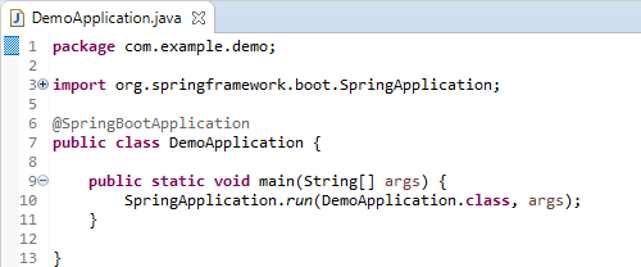 DemoApplication.java
1 package com.example.demo;
2
3 import org.springframework.boot.SpringApplication;
5
6 @SpringBootApplication
7 public class DemoApplication {
8
9     public static void main(String[] args) {
10         SpringApplication.run(DemoApplication.class, args);
11     }
12
13 }